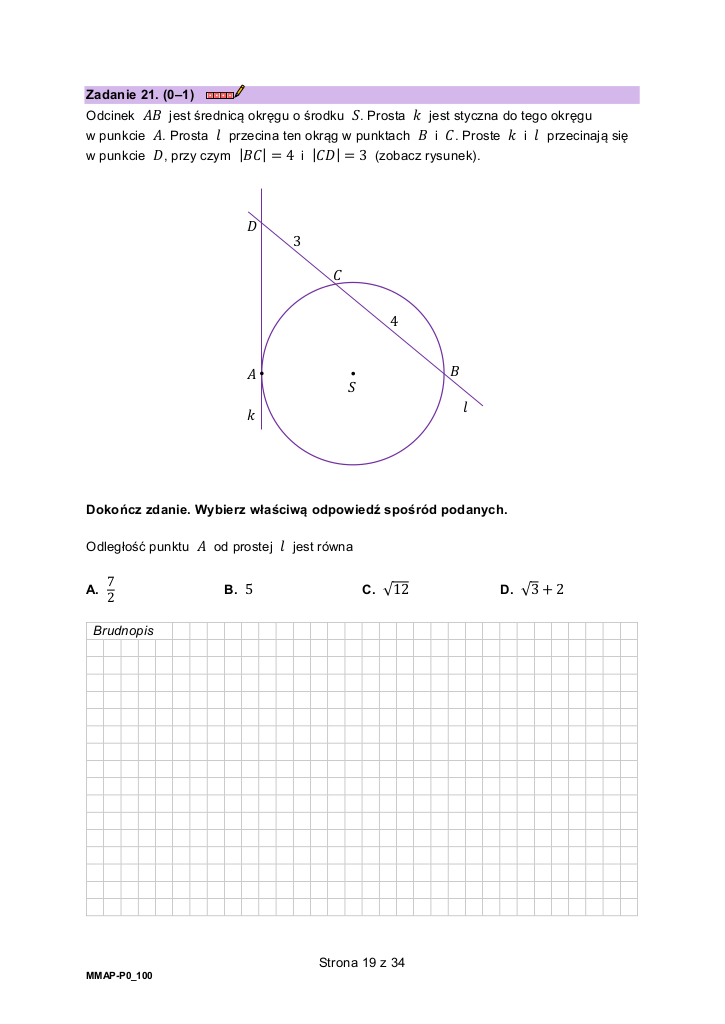 Zadanie 21. (0–1)
Odcinek AB jest średnicą okręgu o środku S. Prosta k jest styczna do tego okręgu
w punkcie A. Prosta l przecina ten okrąg w punktach B i C. Proste k i l przecinają się
w punkcie D, przy czym |BC| = 4 i |CD| = 3 (zobacz rysunek).
D
3
C
4
A
S
B
k
l
Dokończ zdanie. Wybierz właściwą odpowiedź spośród podanych.
Odległość punktu A od prostej l jest równa
A. 7/2 B. 5 C. √12 D. √3 + 2
Brudnopis
Strona 19 z 34
MMAP-P0_100